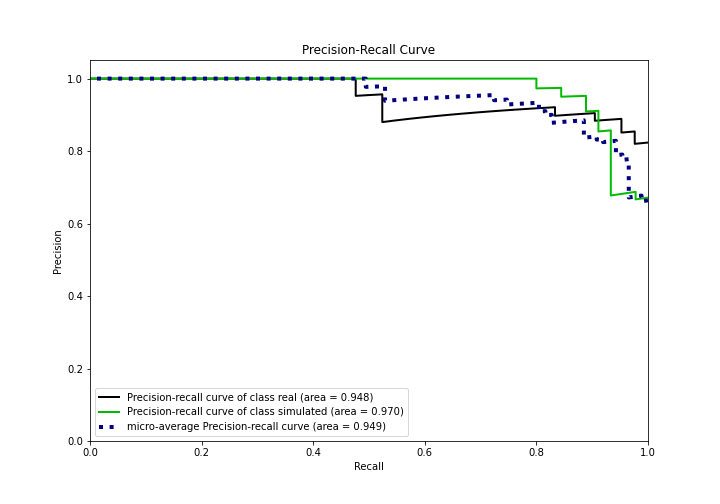 Precision-Recall Curve
1.0
0.8
0.6
0.4
0.2
0.0
Precision
Precision-recall curve of class real (area = 0.948)
Precision-recall curve of class simulated (area = 0.970)
micro-average Precision-recall curve (area = 0.949)
0.0 0.2 0.4 0.6 0.8 1.0
Recall